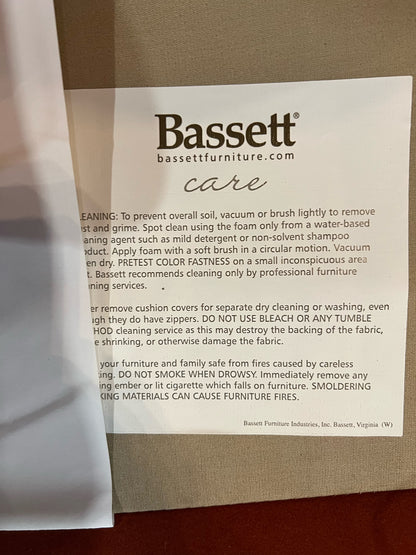 Bassett®
bassettfurniture.com
care
EANING: To prevent overall soil, vacuum or brush lightly to remove
st and grime. Spot clean using the foam only from a water-based
aning agent such as mild detergent or non-solvent shampoo
oduct. Apply foam with a soft brush in a circular motion. Vacuum
en dry. PRETEST COLOR FASTNESS on a small inconspicuous area
t. Bassett recommends cleaning only by professional furniture
ning services.
er remove cushion covers for separate dry cleaning or washing, even
ugh they do have zippers. DO NOT USE BLEACH OR ANY TUMBLE
HOD cleaning service as this may destroy the backing of the fabric,
e shrinking, or otherwise damage the fabric.
your furniture and family safe from fires caused by careless
ing. DO NOT SMOKE WHEN DROWSY. Immediately remove any
ing ember or lit cigarette which falls on furniture. SMOLDERING
KING MATERIALS CAN CAUSE FURNITURE FIRES.
Bassett Furniture Industries, Inc. Bassett, Virginia (W)